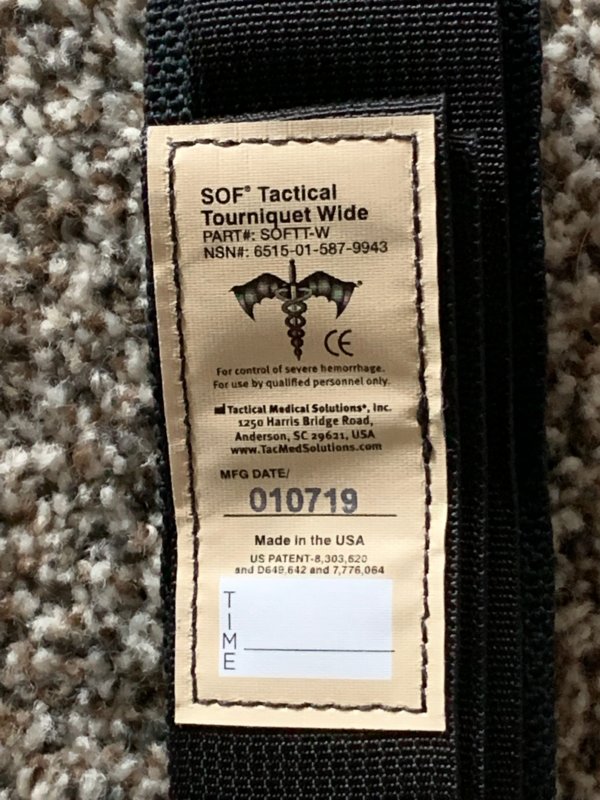 SOF® Tactical
Tourniquet Wide
PART#: SOFTT-W
NSN#: 6515-01-587-9943
CE
For control of severe hemorrhage.
For use by qualified personnel only.
Tactical Medical Solutions®, Inc.
1250 Harris Bridge Road,
Anderson, SC 29621, USA
www.TacMedSolutions.com
MFG DATE/
010719
Made in the USA
US PATENT-8,303,620
and D649,642 and 7,776,064
TIME